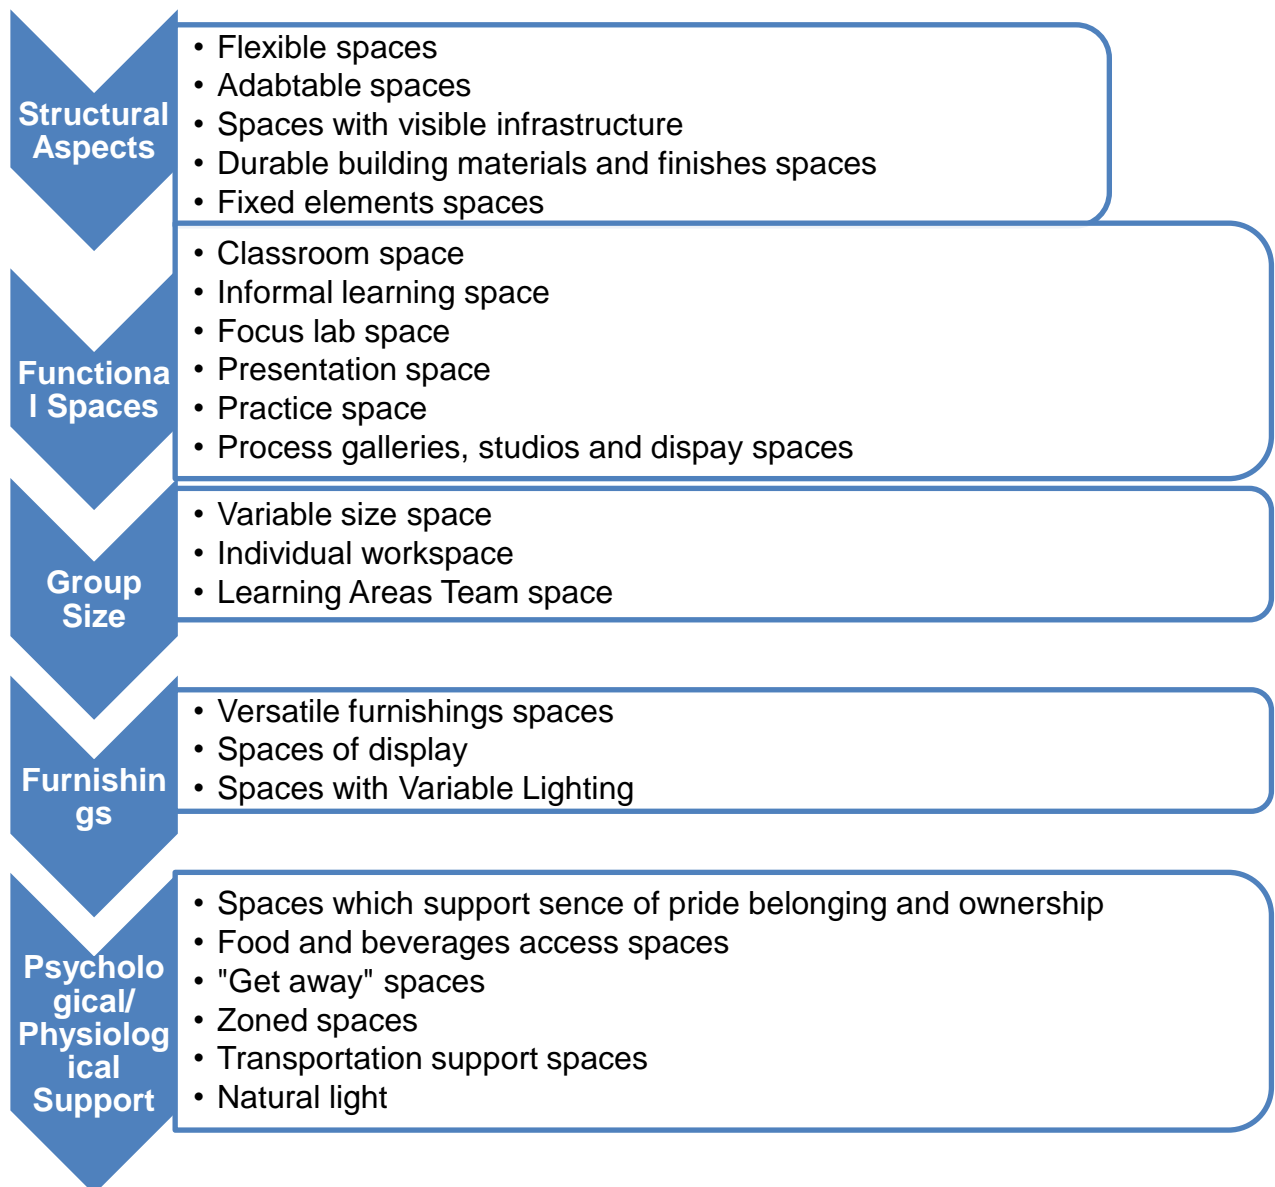 Structural
Aspects
• Flexible spaces
• Adabtable spaces
• Spaces with visible infrastructure
• Durable building materials and finishes spaces
• Fixed elements spaces
Functiona
l Spaces
• Classroom space
• Informal learning space
• Focus lab space
• Presentation space
• Practice space
• Process galleries, studios and dispay spaces
Group
Size
• Variable size space
• Individual workspace
• Learning Areas Team space
Furnishin
gs
• Versatile furnishings spaces
• Spaces of display
• Spaces with Variable Lighting
Psycholo
gical/
Physiolog
ical
Support
• Spaces which support sence of pride belonging and ownership
• Food and beverages access spaces
• "Get away" spaces
• Zoned spaces
• Transportation support spaces
• Natural light